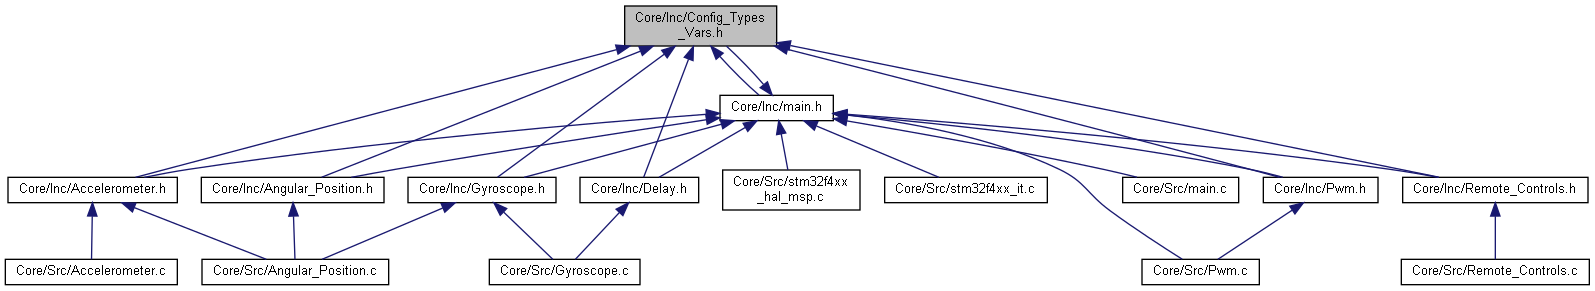 Core/Inc/Config_Types
_Vars.h
Core/Inc/main.h
Core/Inc/Accelerometer.h
Core/Inc/Angular_Position.h
Core/Inc/Gyroscope.h
Core/Inc/Delay.h
Core/Src/stm32f4xx
_hal_msp.c
Core/Src/stm32f4xx_it.c
Core/Src/main.c
Core/Inc/Pwm.h
Core/Inc/Remote_Controls.h
Core/Src/Accelerometer.c
Core/Src/Angular_Position.c
Core/Src/Gyroscope.c
Core/Src/Pwm.c
Core/Src/Remote_Controls.c